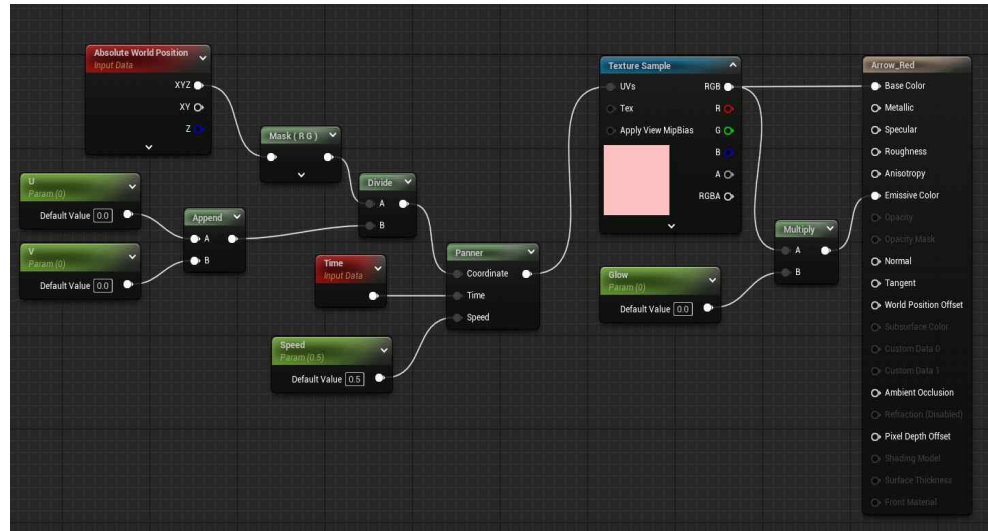 Absolute World Position
Input Data
XYZ
XY
Z
Mask ( R G )
U
Param (0)
Default Value 0.0
V
Param (0)
Default Value 0.0
Append
A
B
Divide
A
B
Time
Input Data
Speed
Param (0.5)
Default Value 0.5
Panner
Coordinate
Time
Speed
Texture Sample
UVs
RGB
Tex
R
Apply View MipBias
G
B
A
RGBA
Glow
Param (0)
Default Value 0.0
Multiply
A
B
Arrow_Red
Base Color
Metallic
Specular
Roughness
Anisotropy
Emissive Color
Opacity
Opacity Mask
Normal
Tangent
World Position Offset
Subsurface Color
Custom Data 0
Custom Data 1
Ambient Occlusion
Refraction (Disabled)
Pixel Depth Offset
Shading Model
Surface Thickness
Front Material